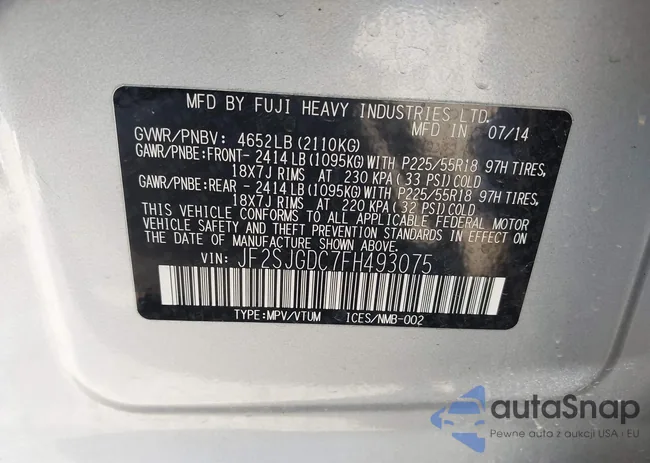 MFD BY FUJI HEAVY INDUSTRIES LTD.
MFD IN 07/14
GVWR/PNBV: 4652LB (2110KG)
GAWR/PNBE:FRONT- 2414LB(1095KG)WITH P225/55R18 97H TIRES,
18X7J RIMS AT 230 KPA (33 PSI)COLD
GAWR/PNBE:REAR - 2414LB(1095KG)WITH P225/55R18 97H TIRES,
18X7J RIMS AT 220 KPA(32 PSI)COLD
THIS VEHICLE CONFORMS TO ALL APPLICABLE FEDERAL MOTOR
VEHICLE SAFETY AND THEFT PREVENTION STANDARDS IN EFFECT
ON THE DATE OF MANUFACTURE SHOWN ABOVE.
VIN: JF2SJGDC7FH493075
TYPE:MPV/VTUM ICES/NMB-002
autaSnap
Pewne auta z aukcji USA i EU